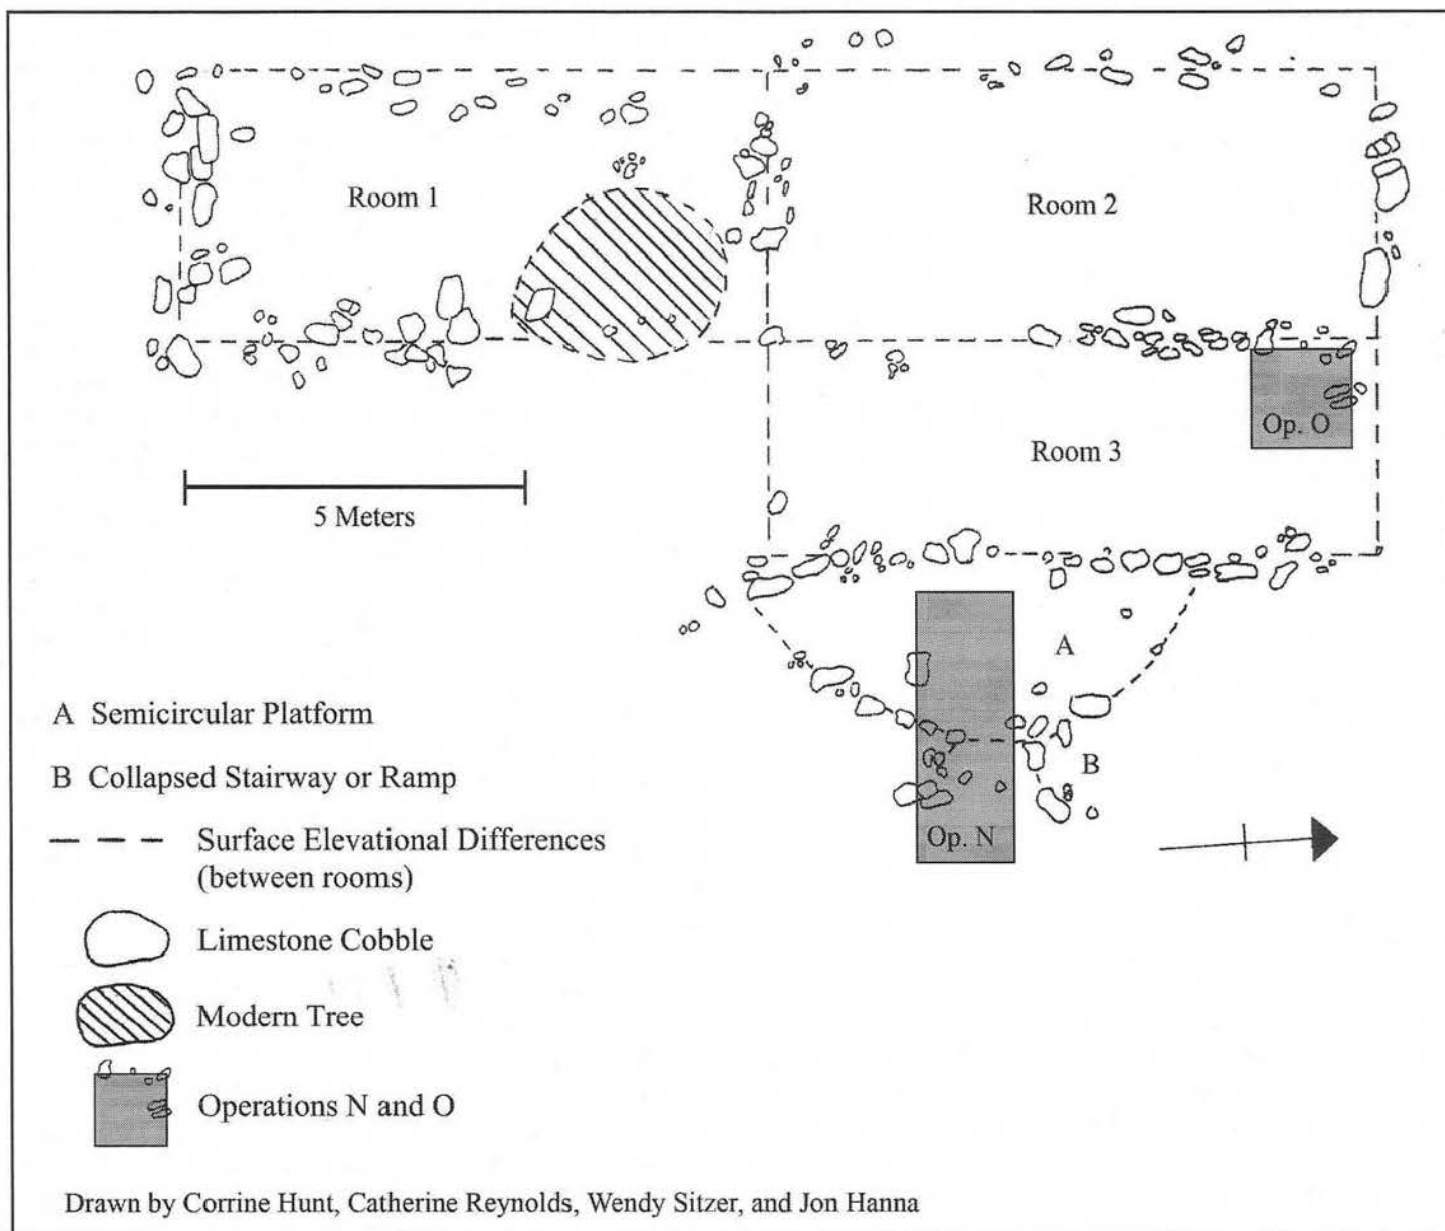 Room 1
Room 2
Op. O
Room 3
5 Meters
A
A Semicircular Platform
B
B Collapsed Stairway or Ramp
Op. N
Surface Elevational Differences
(between rooms)
Limestone Cobble
Modern Tree
Operations N and O
Drawn by Corrine Hunt, Catherine Reynolds, Wendy Sitzer, and Jon Hanna